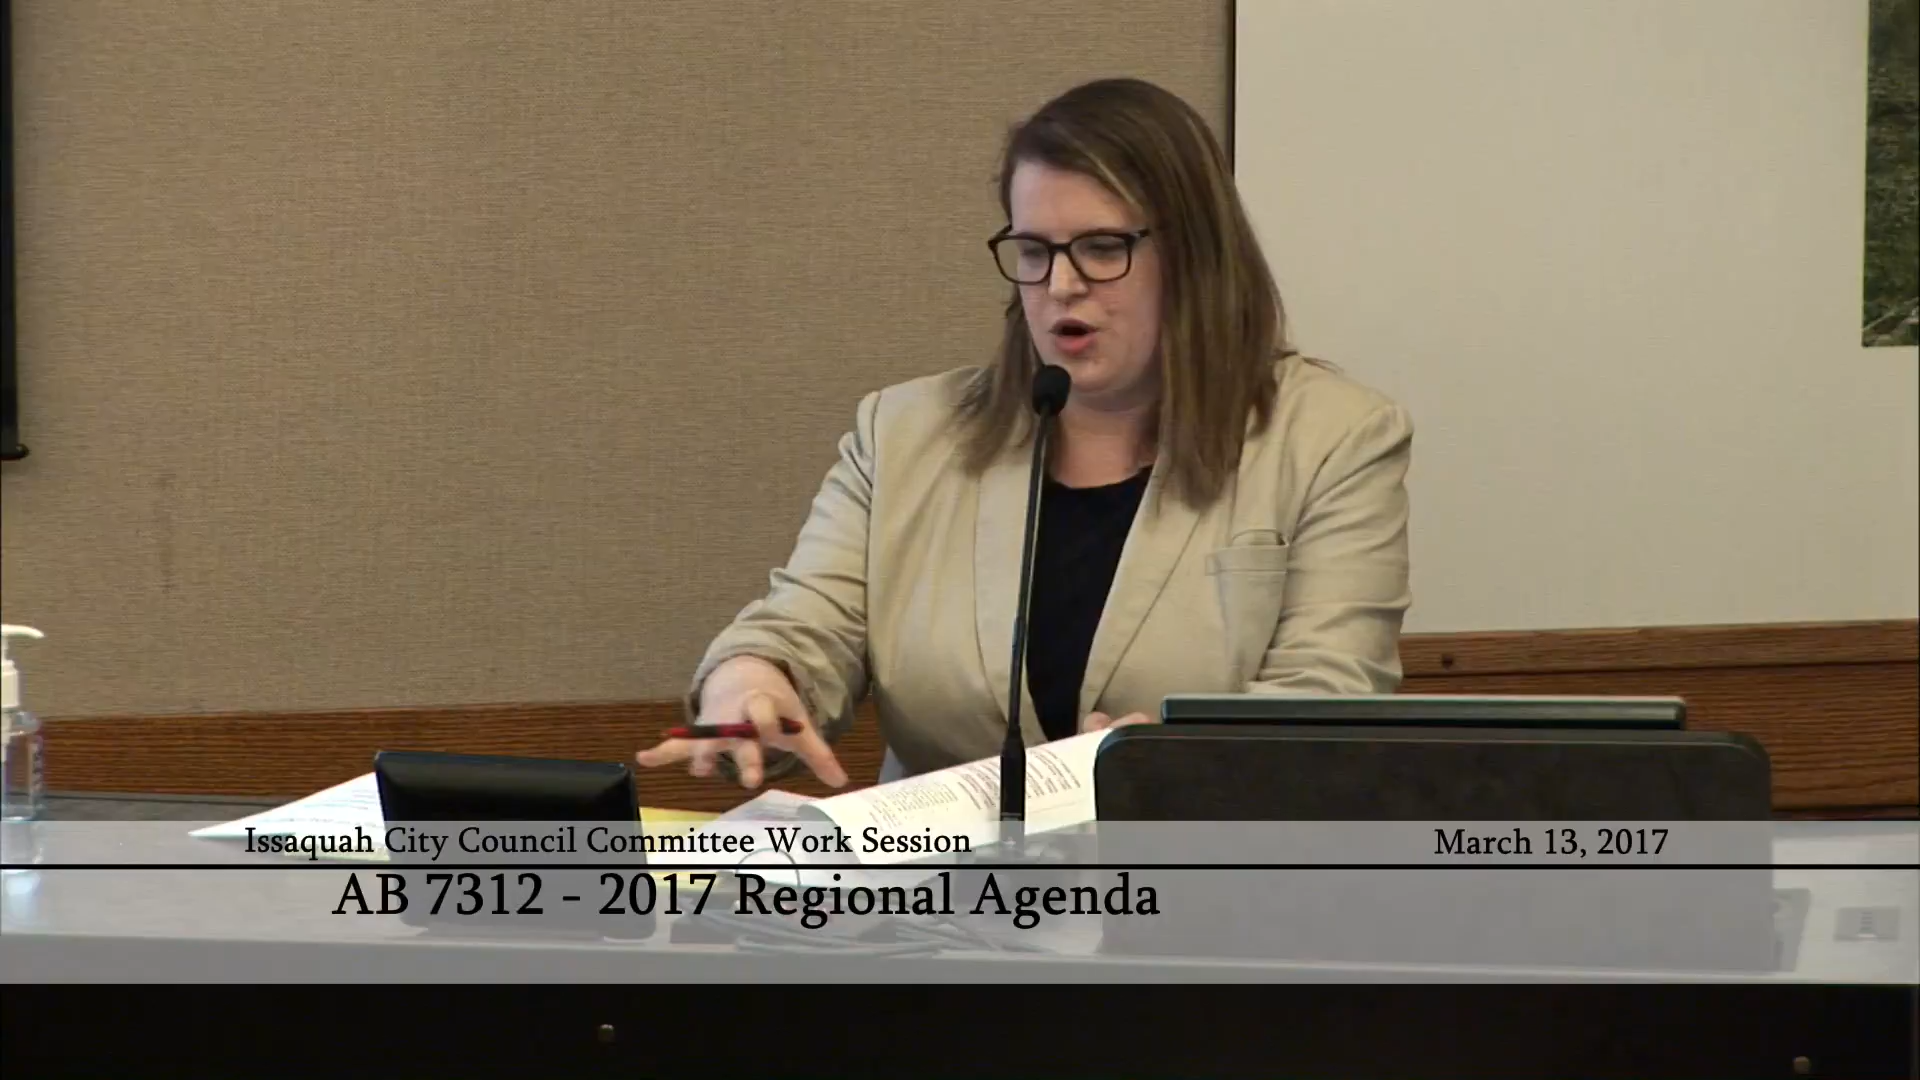 Issaquah City Council Committee Work Session
March 13, 2017
AB 7312 - 2017 Regional Agenda